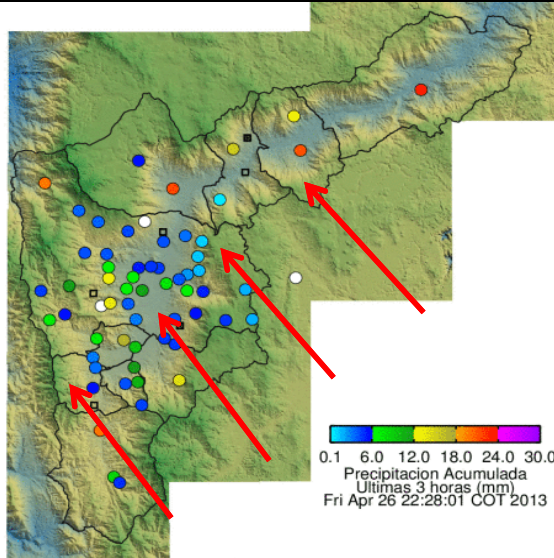 0.1 6.0 12.0 18.0 24.0 30.0
Precipitacion Acumulada
Ultimas 3 horas (mm)
Fri Apr 26 22:28:01 COT 2013